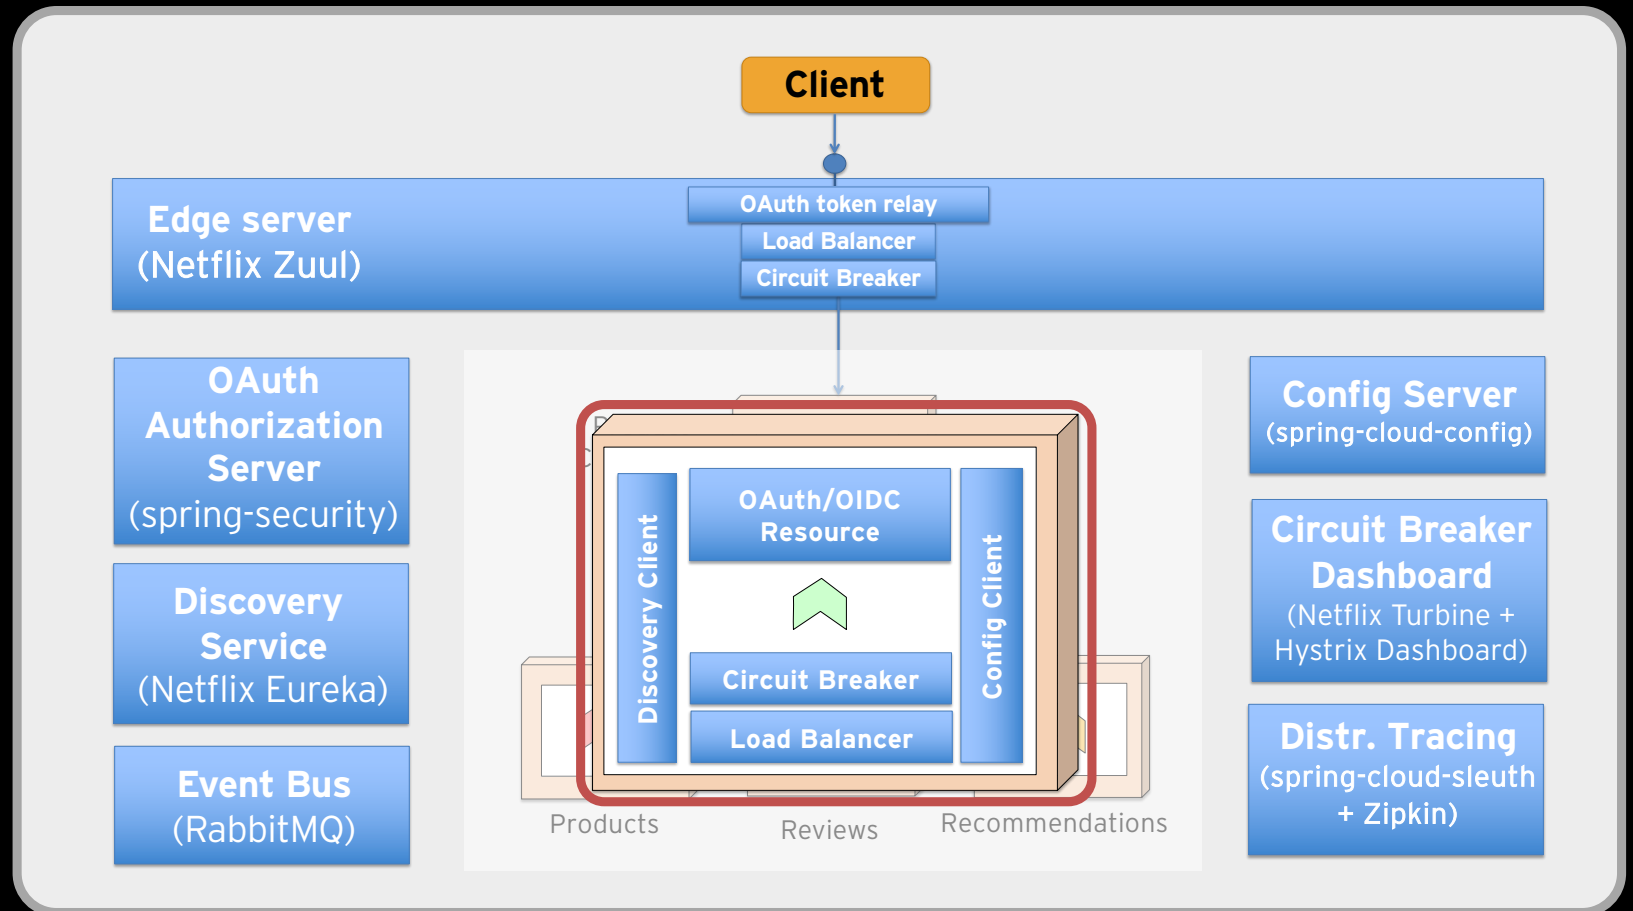 Client
Edge server
(Netflix Zuul)
OAuth token relay
Load Balancer
Circuit Breaker
OAuth
Authorization
Server
(spring-security)
Discovery
Service
(Netflix Eureka)
Event Bus
(RabbitMQ)
Discovery Client
OAuth/OIDC
Resource
Circuit Breaker
Load Balancer
Config Client
Products
Reviews
Recommendations
Config Server
(spring-cloud-config)
Circuit Breaker
Dashboard
(Netflix Turbine +
Hystrix Dashboard)
Distr. Tracing
(spring-cloud-sleuth
+ Zipkin)